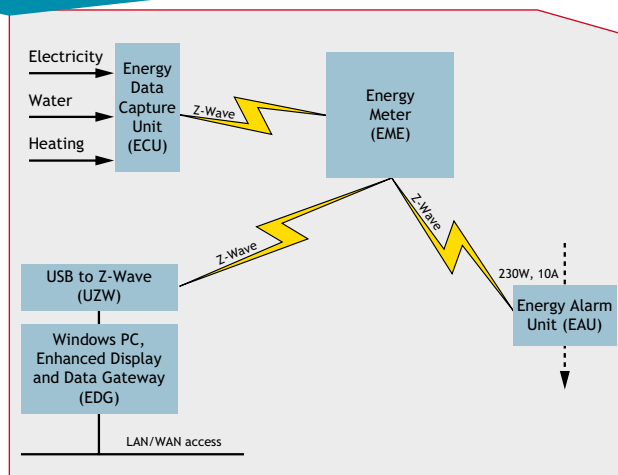 Electricity
Water
Heating
Energy
Data
Capture
Unit
(ECU)
Z-Wave
Energy
Meter
(EME)
Z-Wave
Z-Wave
USB to Z-Wave
(UZW)
Windows PC,
Enhanced Display
and Data Gateway
(EDG)
LAN/WAN access
230W, 10A
Energy Alarm
Unit (EAU)